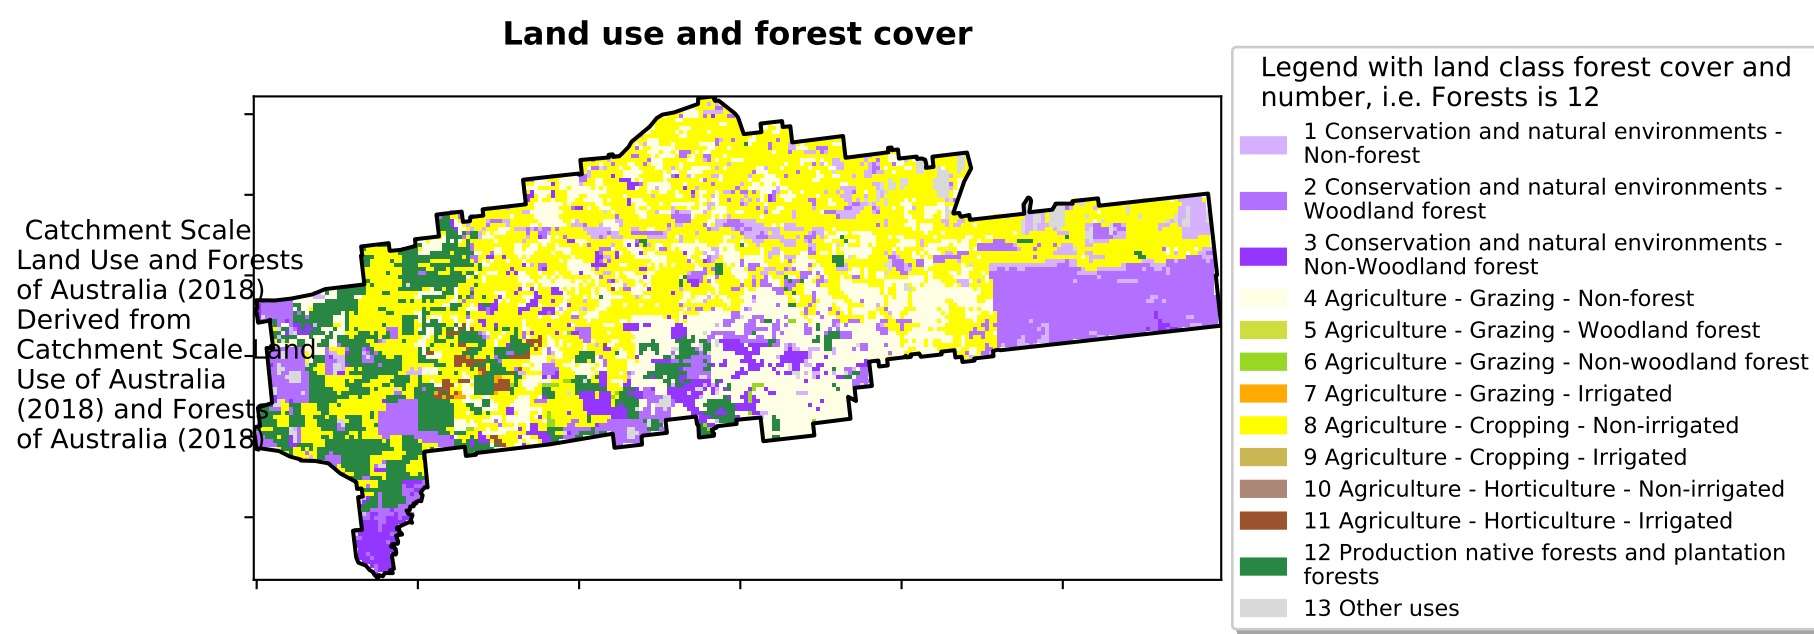 Land use and forest cover
Catchment Scale
Land Use and Forests
of Australia (2018)
Derived from
Catchment Scale Land
Use of Australia
(2018) and Forests
of Australia (2018)
Legend with land class forest cover and
number, i.e. Forests is 12
1 Conservation and natural environments -
Non-forest
2 Conservation and natural environments -
Woodland forest
3 Conservation and natural environments -
Non-Woodland forest
4 Agriculture - Grazing - Non-forest
5 Agriculture - Grazing - Woodland forest
6 Agriculture - Grazing - Non-woodland forest
7 Agriculture - Grazing - Irrigated
8 Agriculture - Cropping - Non-irrigated
9 Agriculture - Cropping - Irrigated
10 Agriculture - Horticulture - Non-irrigated
11 Agriculture - Horticulture - Irrigated
12 Production native forests and plantation
forests
13 Other uses